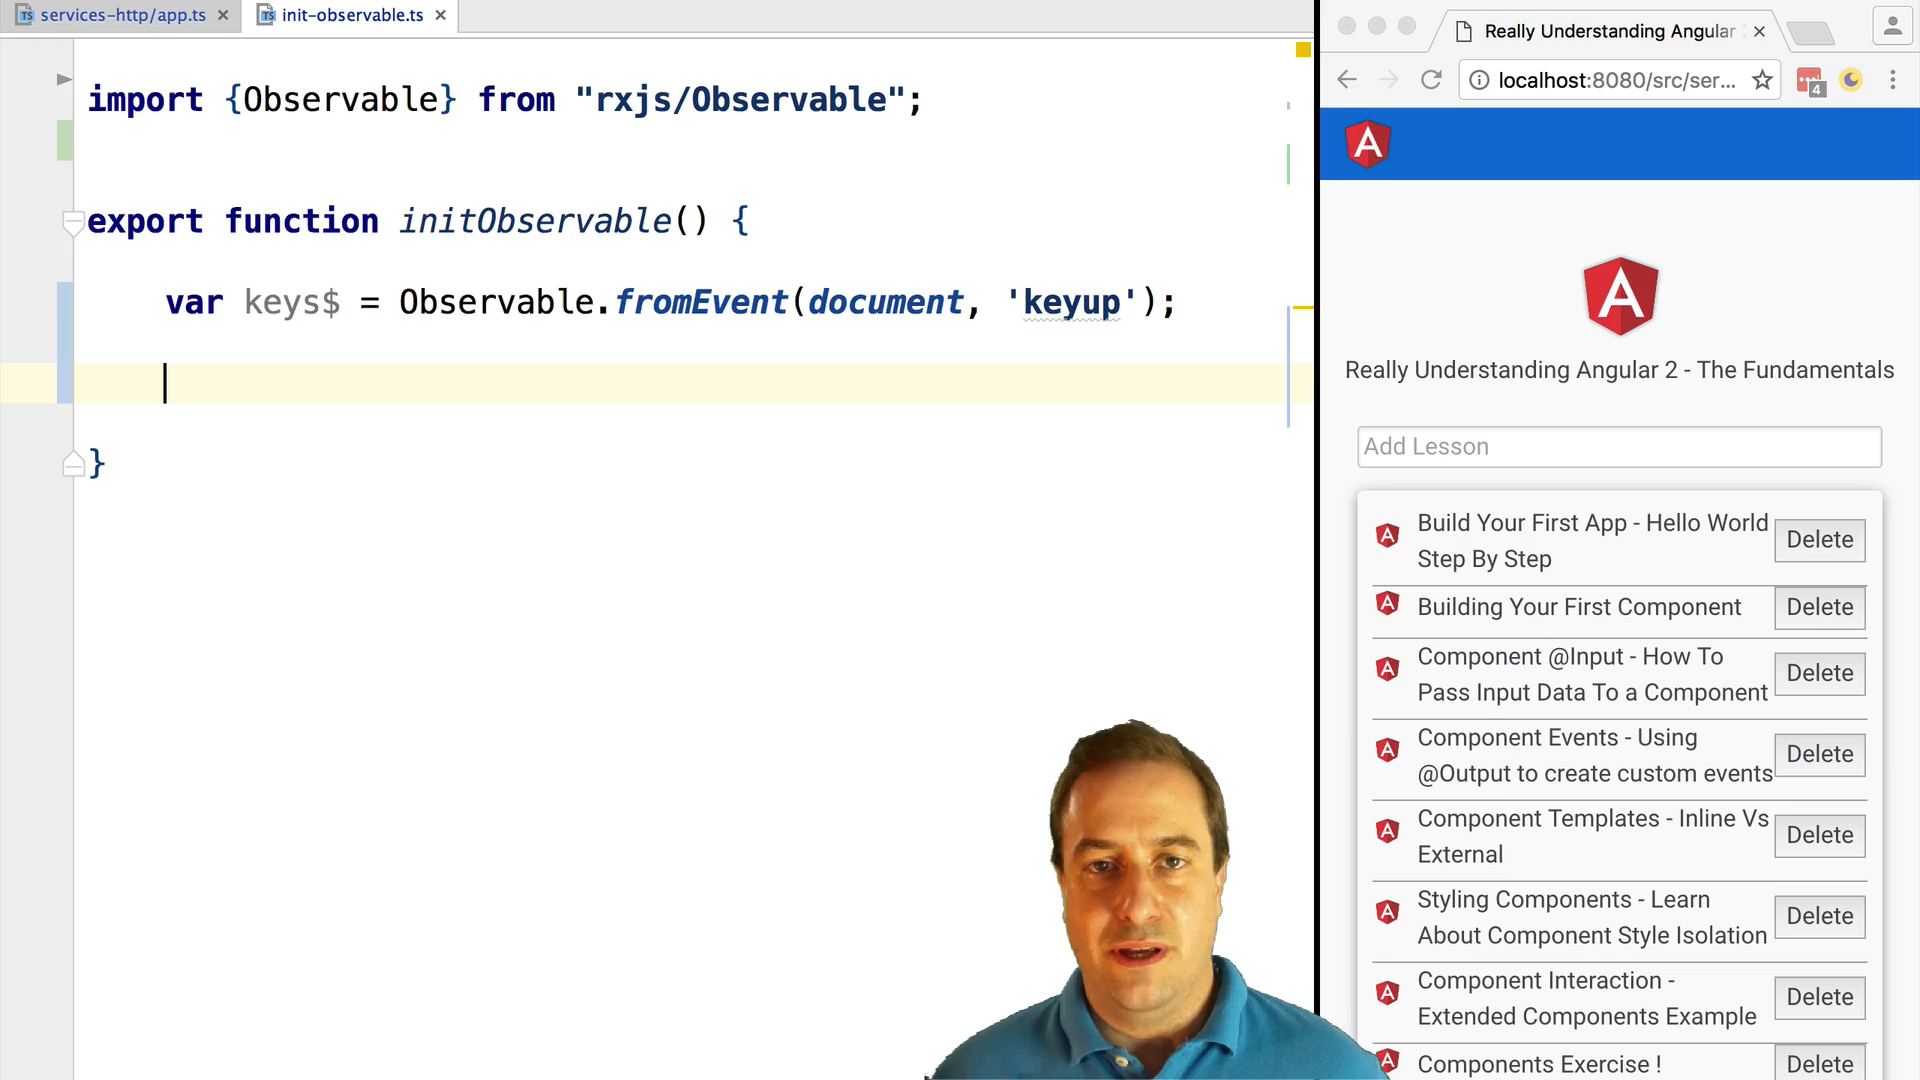 services-http/app.ts
init-observable.ts
import {Observable} from "rxjs/Observable";
export function initObservable() {
var keys$ = Observable.fromEvent(document, 'keyup');
}
Really Understanding Angular
localhost:8080/src/ser...
4
Really Understanding Angular 2 - The Fundamentals
Add Lesson
Build Your First App - Hello World
Step By Step
Delete
Building Your First Component
Delete
Component @Input - How To
Pass Input Data To a Component
Delete
Component Events - Using
@Output to create custom events
Delete
Component Templates - Inline Vs
External
Delete
Styling Components - Learn
About Component Style Isolation
Delete
Component Interaction -
Extended Components Example
Delete
Components Exercise !
Delete